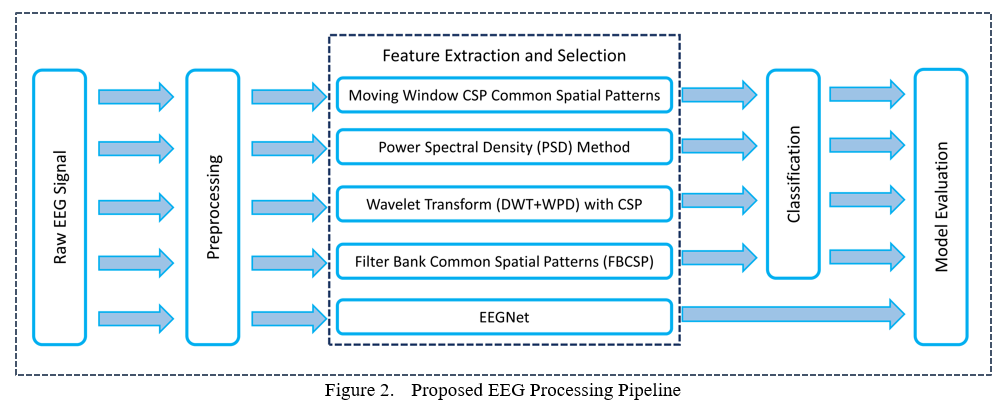 Raw EEG Signal
Preprocessing
Feature Extraction and Selection
Moving Window CSP Common Spatial Patterns
Power Spectral Density (PSD) Method
Wavelet Transform (DWT+WPD) with CSP
Filter Bank Common Spatial Patterns (FBCSP)
EEGNet
Classification
Model Evaluation
Figure 2. Proposed EEG Processing Pipeline